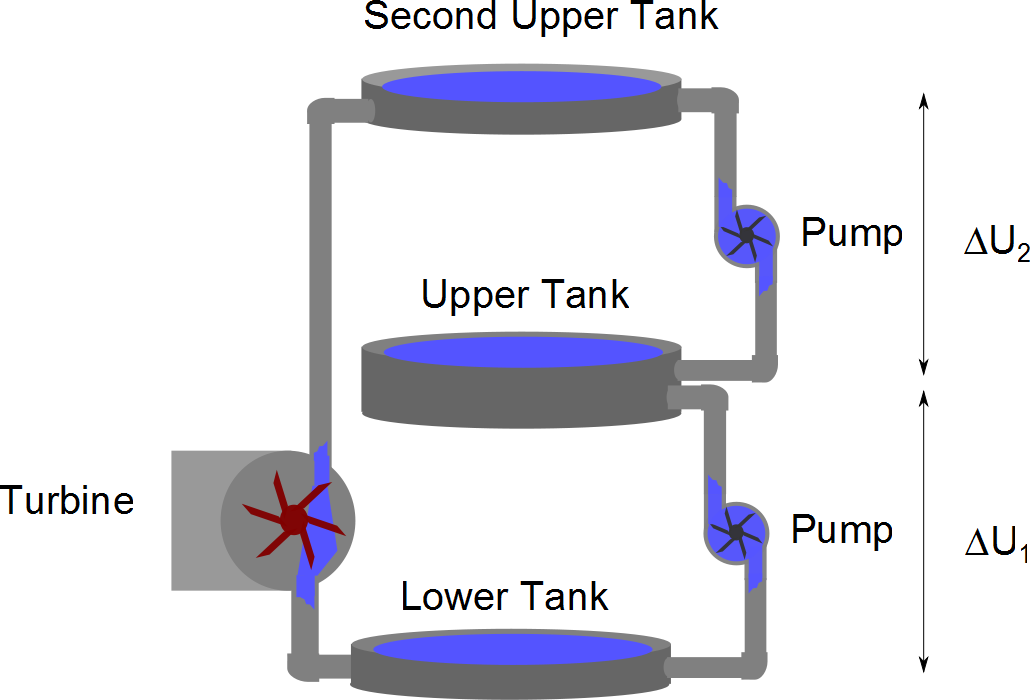 Second Upper Tank
Pump
ΔU₂
Upper Tank
Turbine
Pump
ΔU₁
Lower Tank